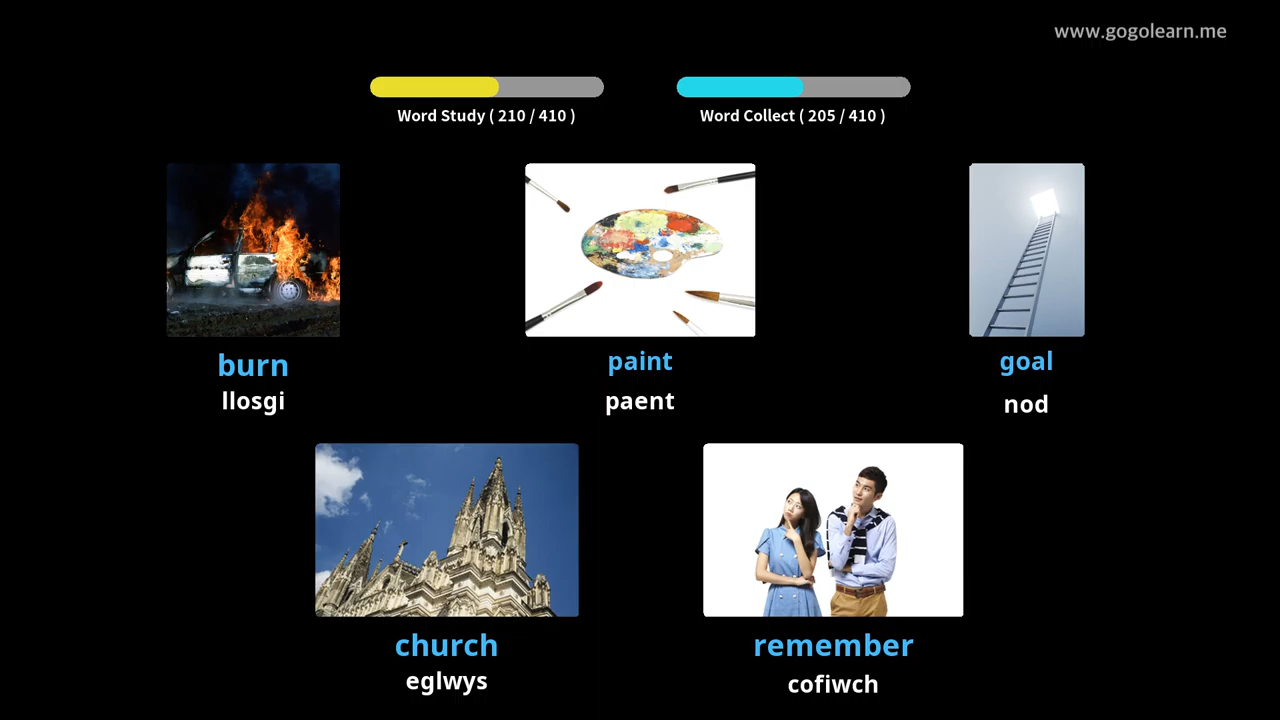 www.gogolearn.me
Word Study ( 210 / 410 )
Word Collect ( 205 / 410 )
burn
llosgi
paint
paent
goal
nod
church
eglwys
remember
cofiwch